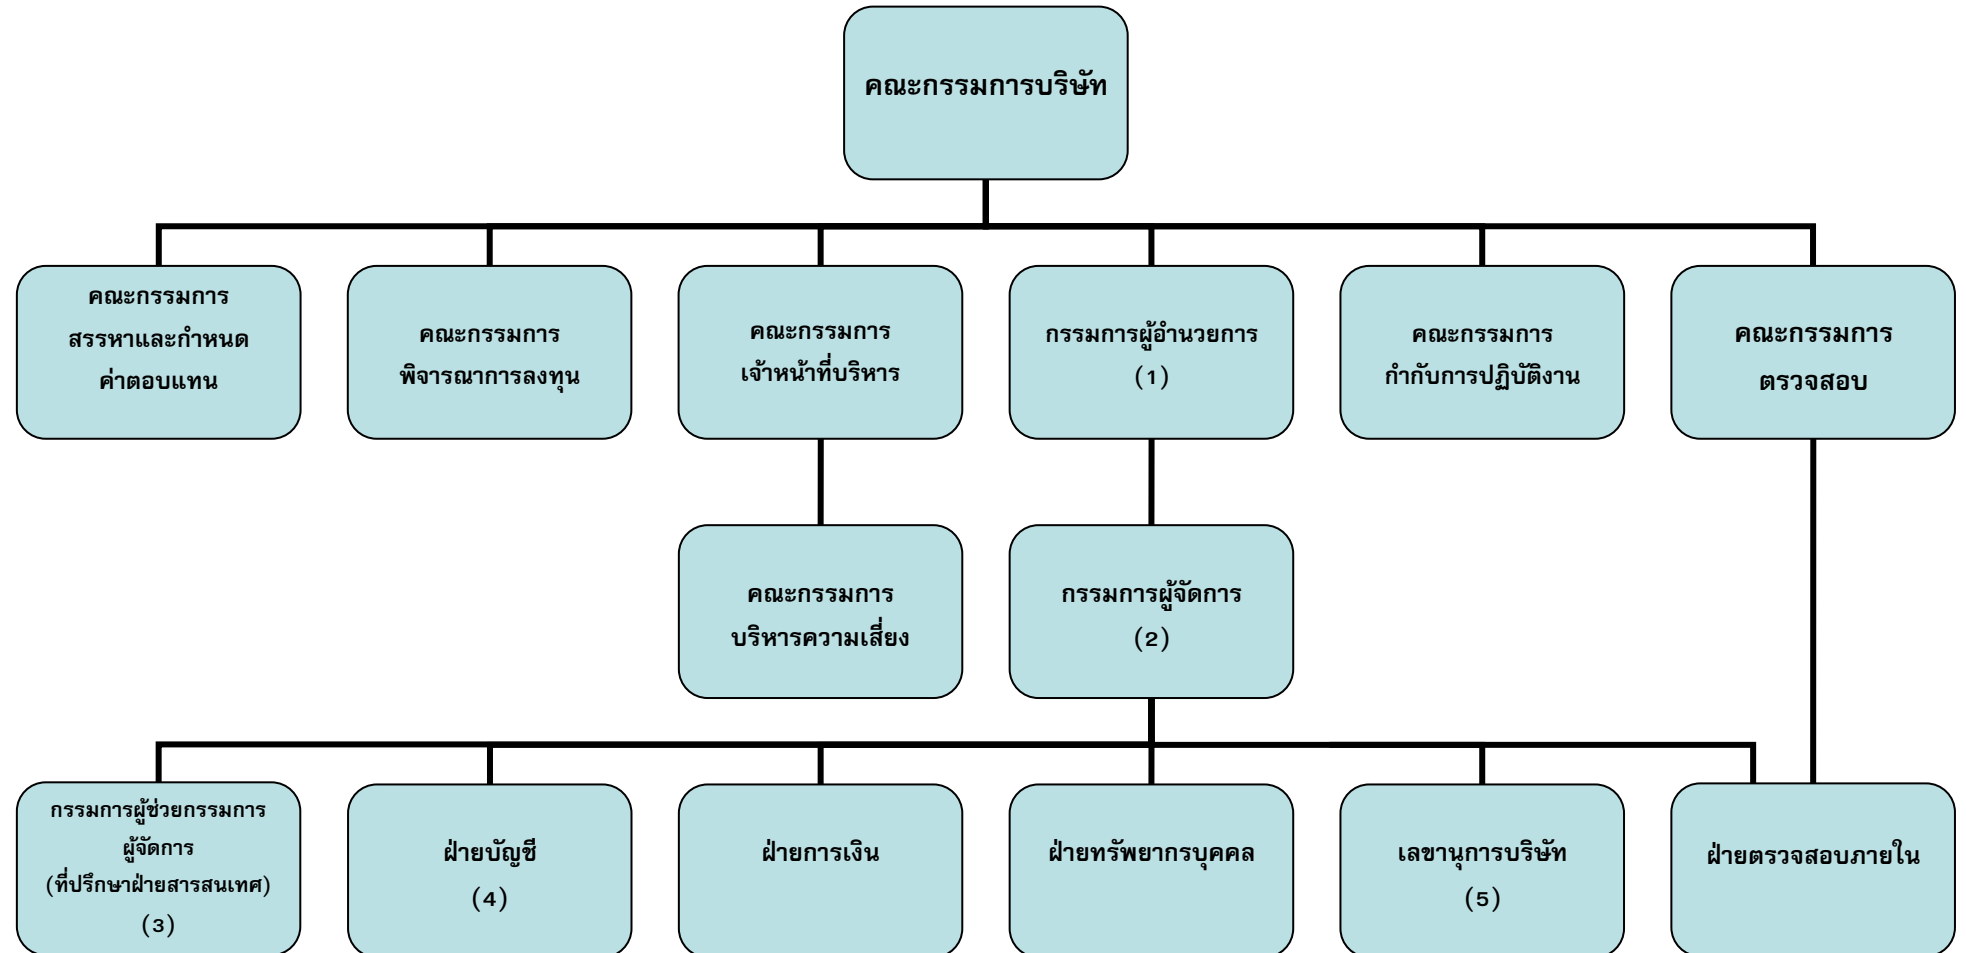 คณะกรรมการบริษัท
คณะกรรมการ
สรรหาและกำหนด
ค่าตอบแทน
คณะกรรมการ
พิจารณาการลงทุน
คณะกรรมการ
เจ้าหน้าที่บริหาร
กรรมการผู้อำนวยการ
(1)
คณะกรรมการ
กำกับการปฏิบัติงาน
คณะกรรมการ
ตรวจสอบ
คณะกรรมการ
บริหารความเสี่ยง
กรรมการผู้จัดการ
(2)
กรรมการผู้ช่วยกรรมการ
ผู้จัดการ
(ที่ปรึกษาฝ่ายสารสนเทศ)
(3)
ฝ่ายบัญชี
(4)
ฝ่ายการเงิน
ฝ่ายทรัพยากรบุคคล
เลขานุการบริษัท
(5)
ฝ่ายตรวจสอบภายใน